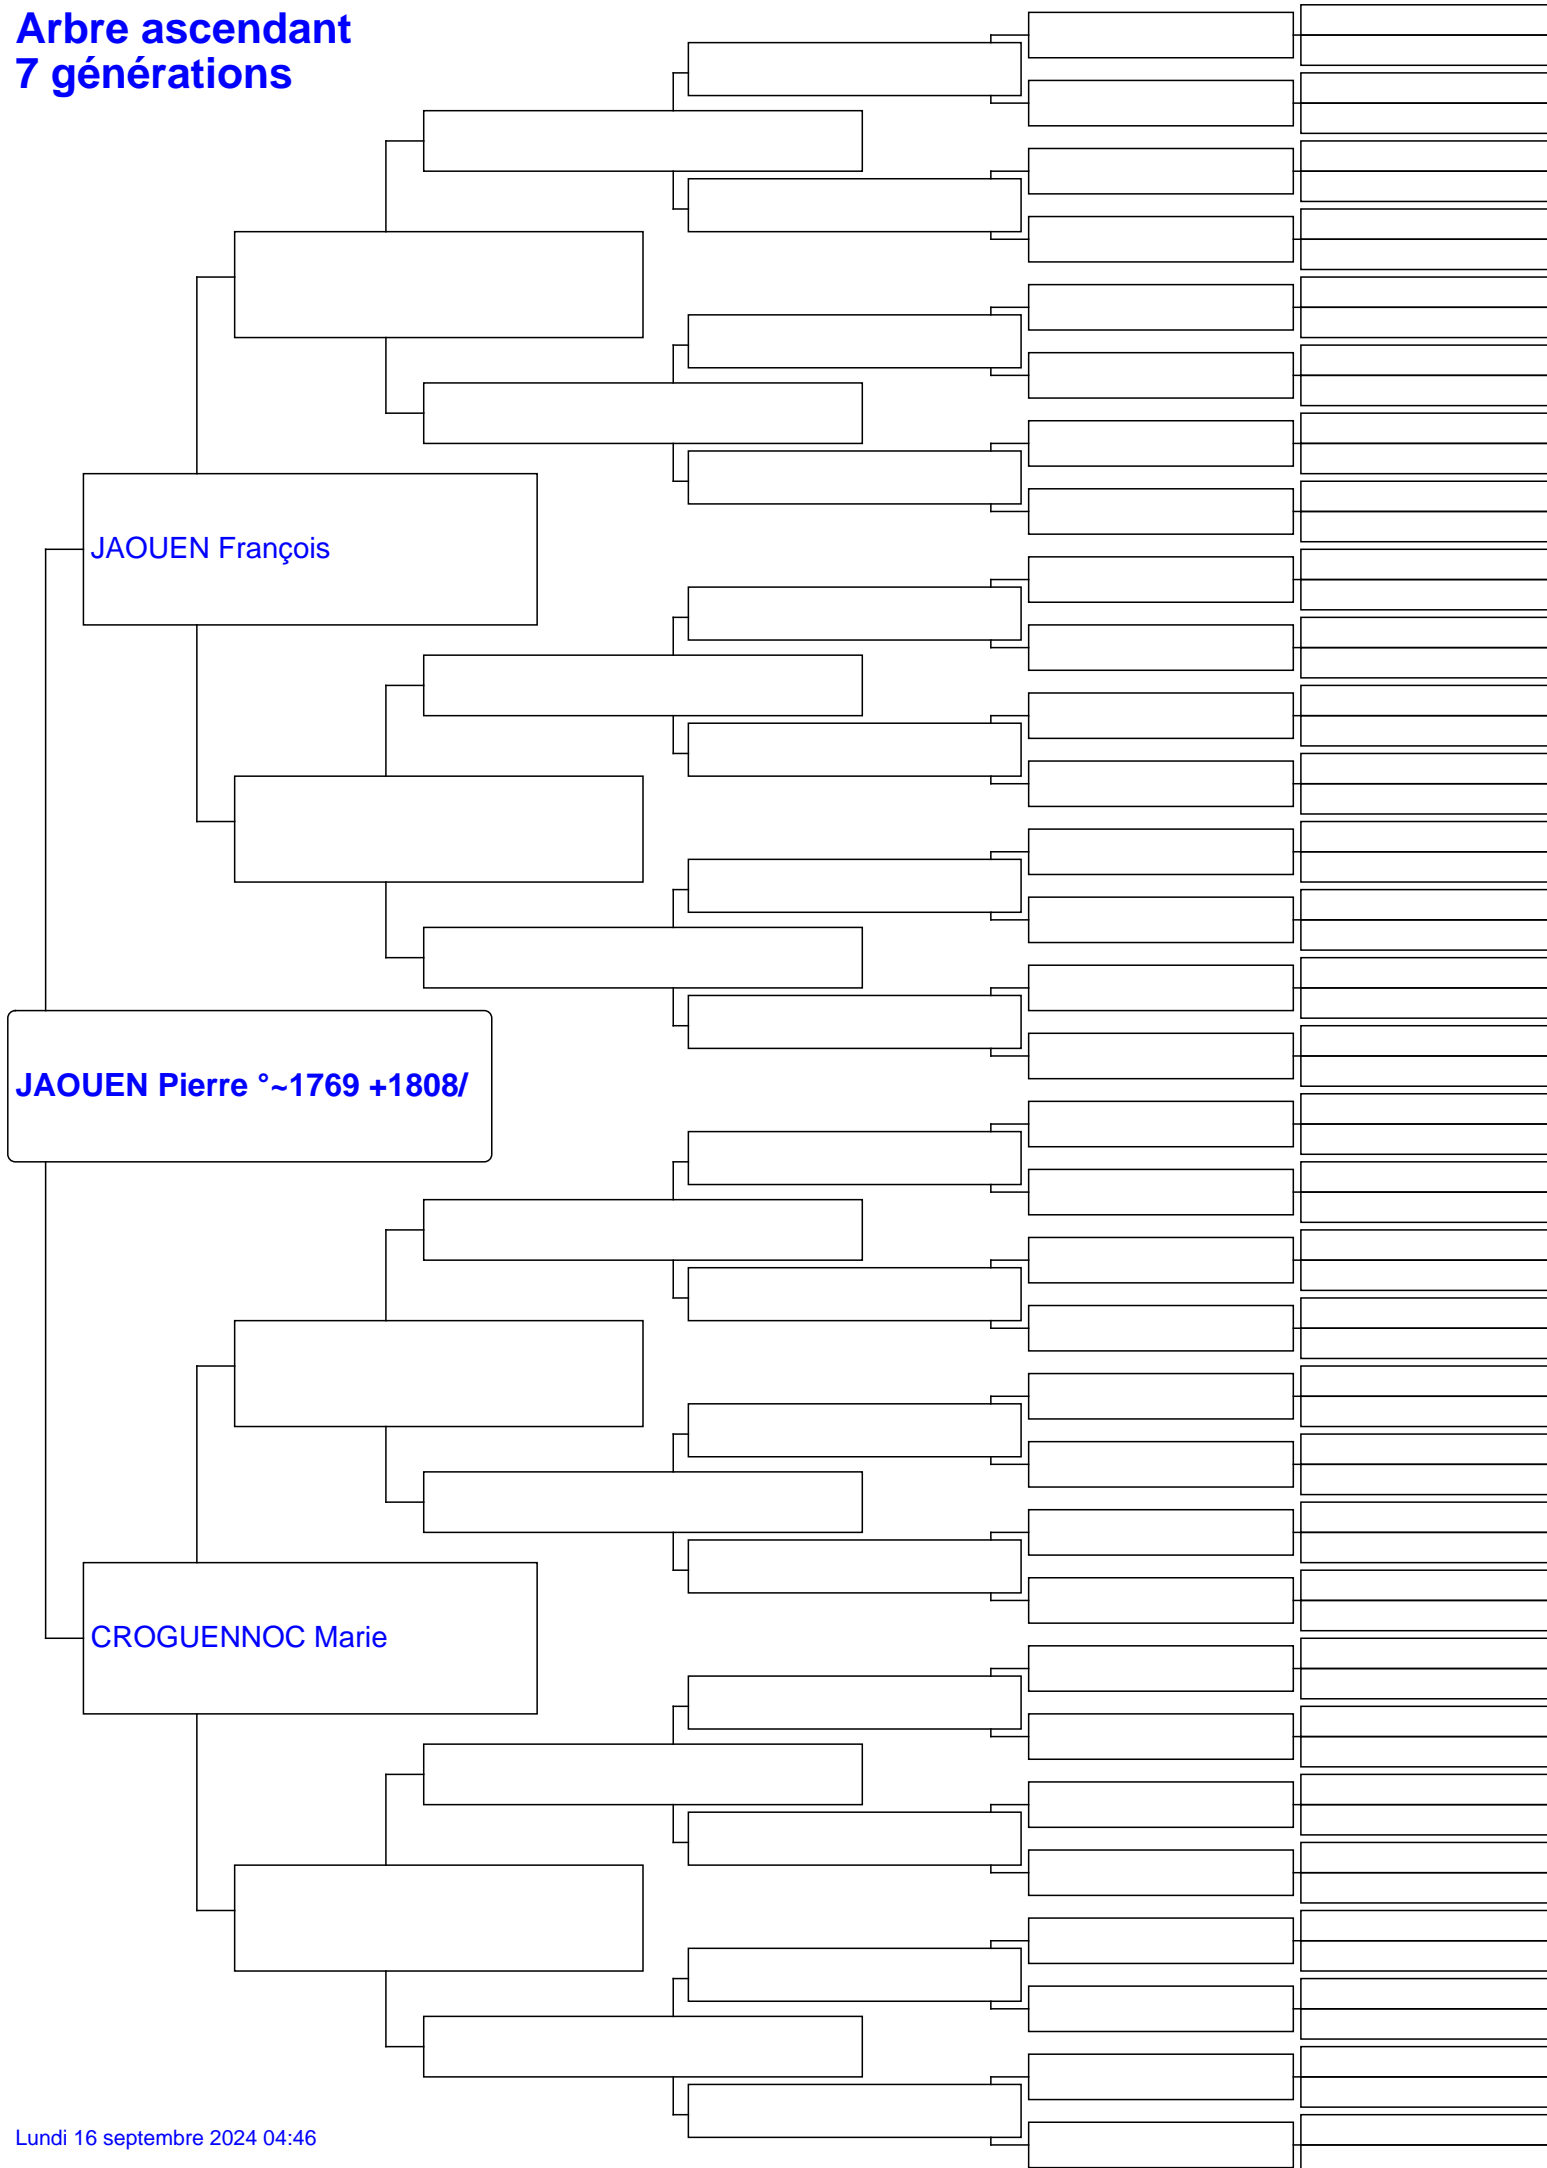 Arbre ascendant
7 générations
JAOUEN François
JAOUEN Pierre °~1769 +1808/
CROGUENNOC Marie
Lundi 16 septembre 2024 04:46